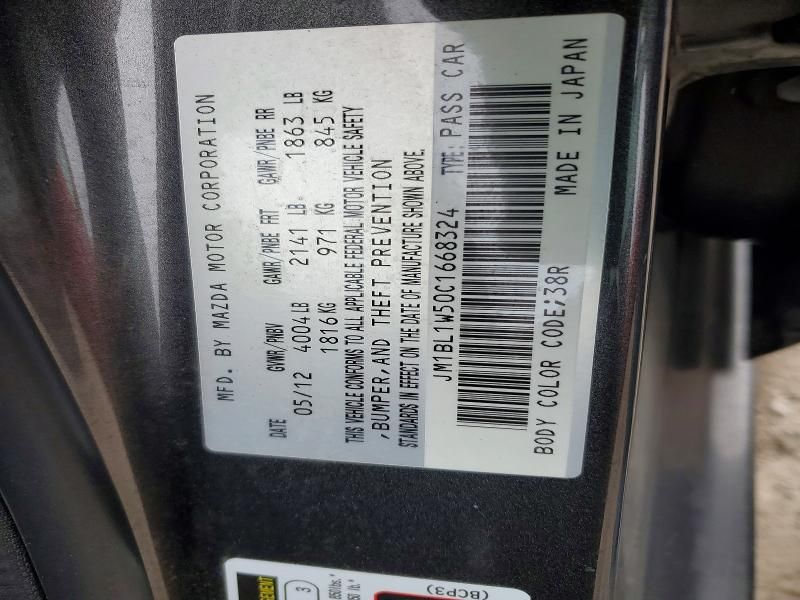 MFD. BY MAZDA MOTOR CORPORATION
DATE GVWR/PNBV GAWR/PNBE FRT GAWR/PNBE RR
05/12 4004LB 2141 LB 1863 LB
1816KG 971 KG 845 KG
THIS VEHICLE CONFORMS TO ALL APPLICABLE FEDERAL MOTOR VEHICLE SAFETY
,BUMPER,AND THEFT PREVENTION
STANDARDS IN EFFECT ON THE DATE OF MANUFACTURE SHOWN ABOVE.
JM1BL1W50C1668324 TYPE: PASS CAR
BODY COLOR CODE;38R MADE IN JAPAN
3
(BCP3)